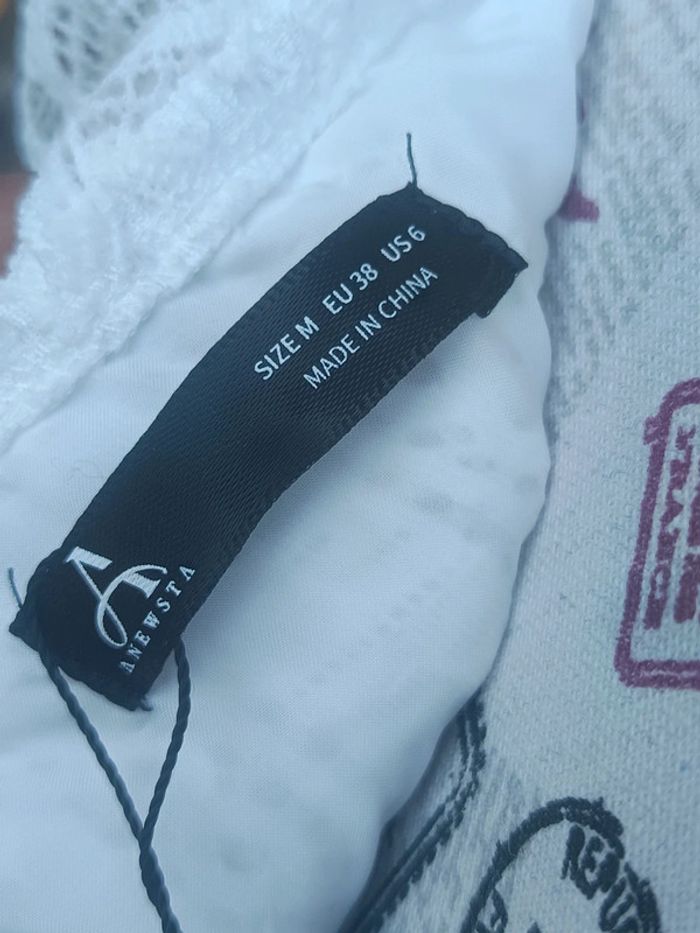 SIZE M EU 38 US 6
MADE IN CHINA
A
ANEWSTA